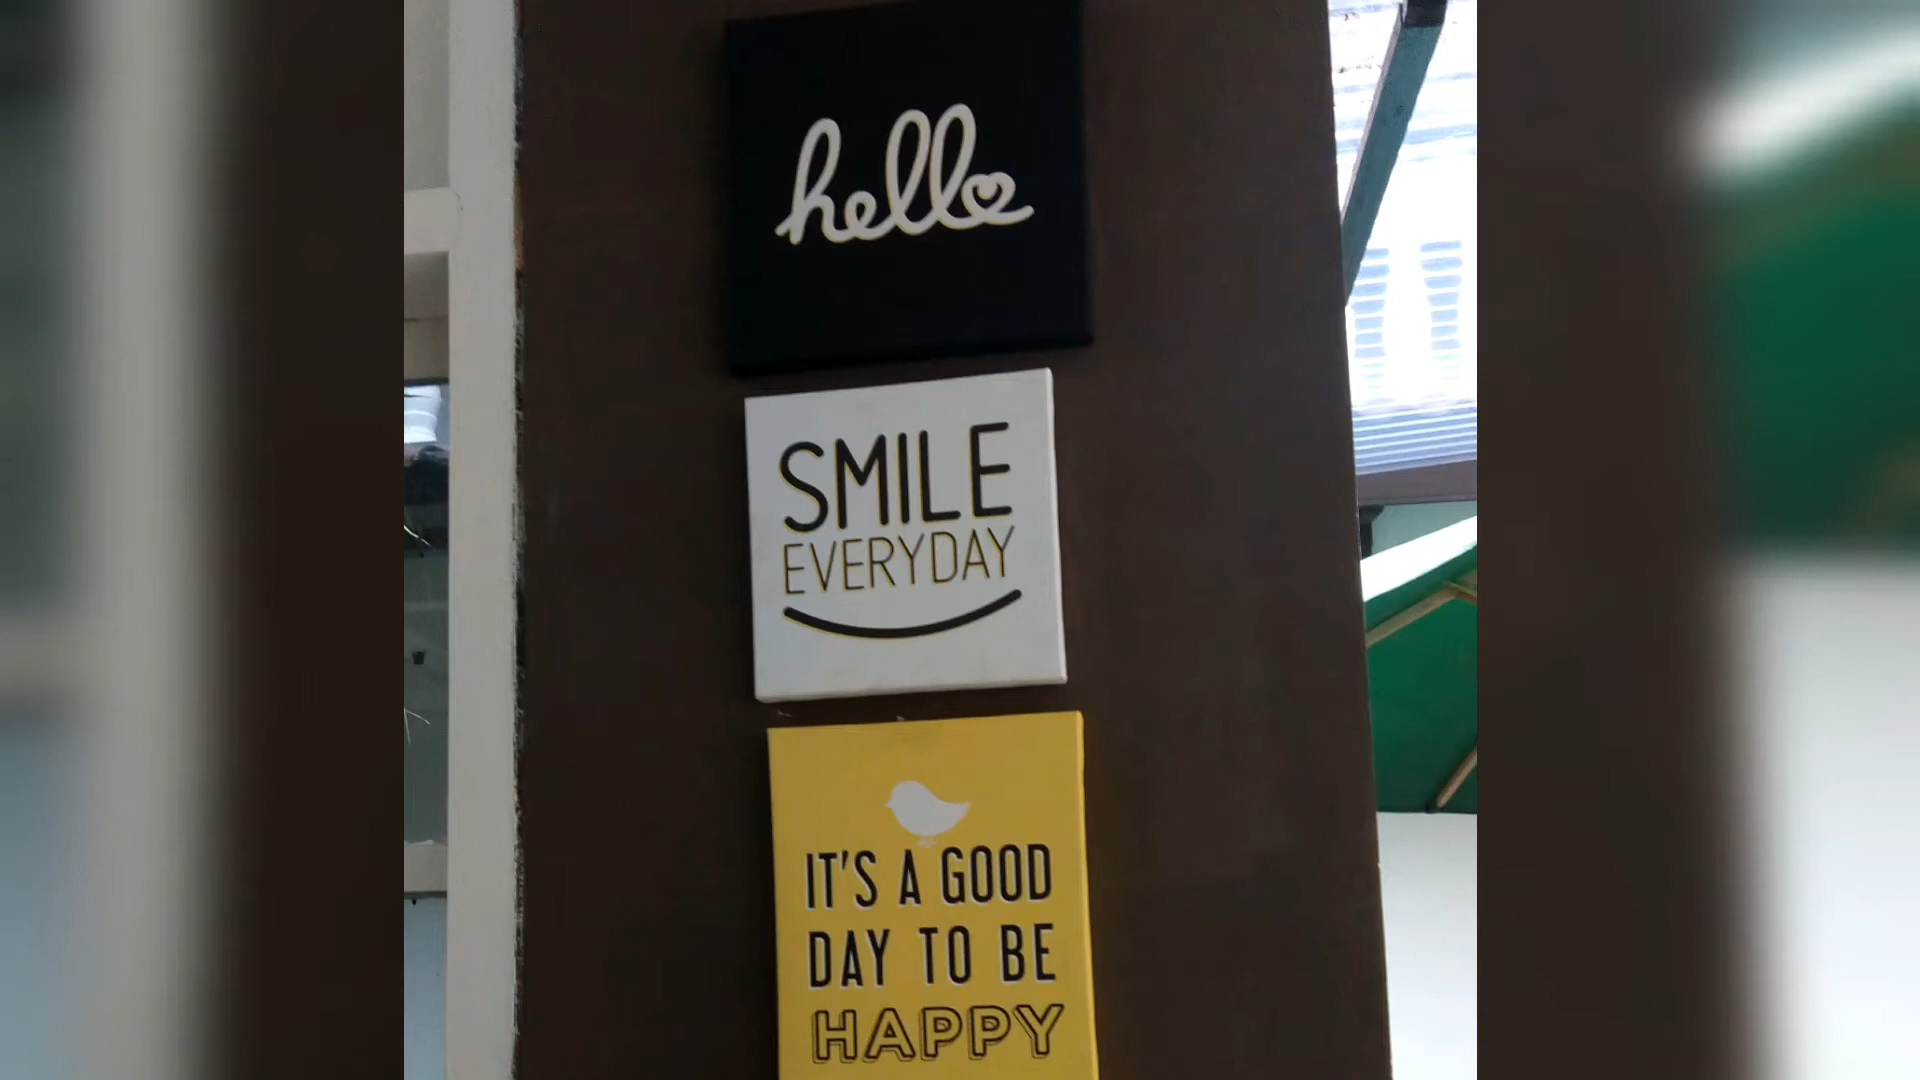 hello
SMILE
EVERYDAY
IT'S A GOOD
DAY TO BE
HAPPY